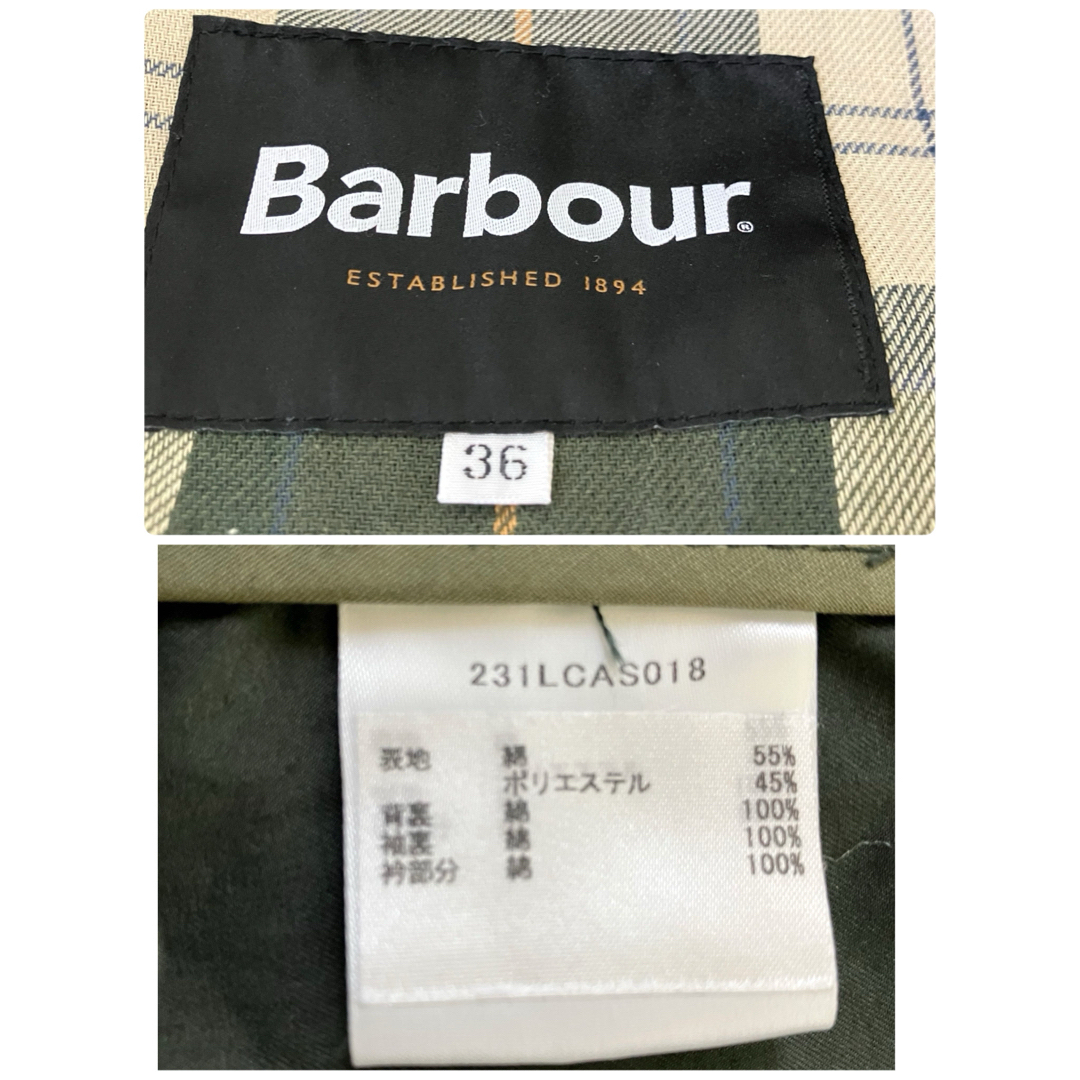 Barbour®
ESTABLISHED 1894
36
231LCAS018
表地 綿 55%
ポリエステル 45%
背裏 綿 100%
袖裏 綿 100%
衿部分 綿 100%